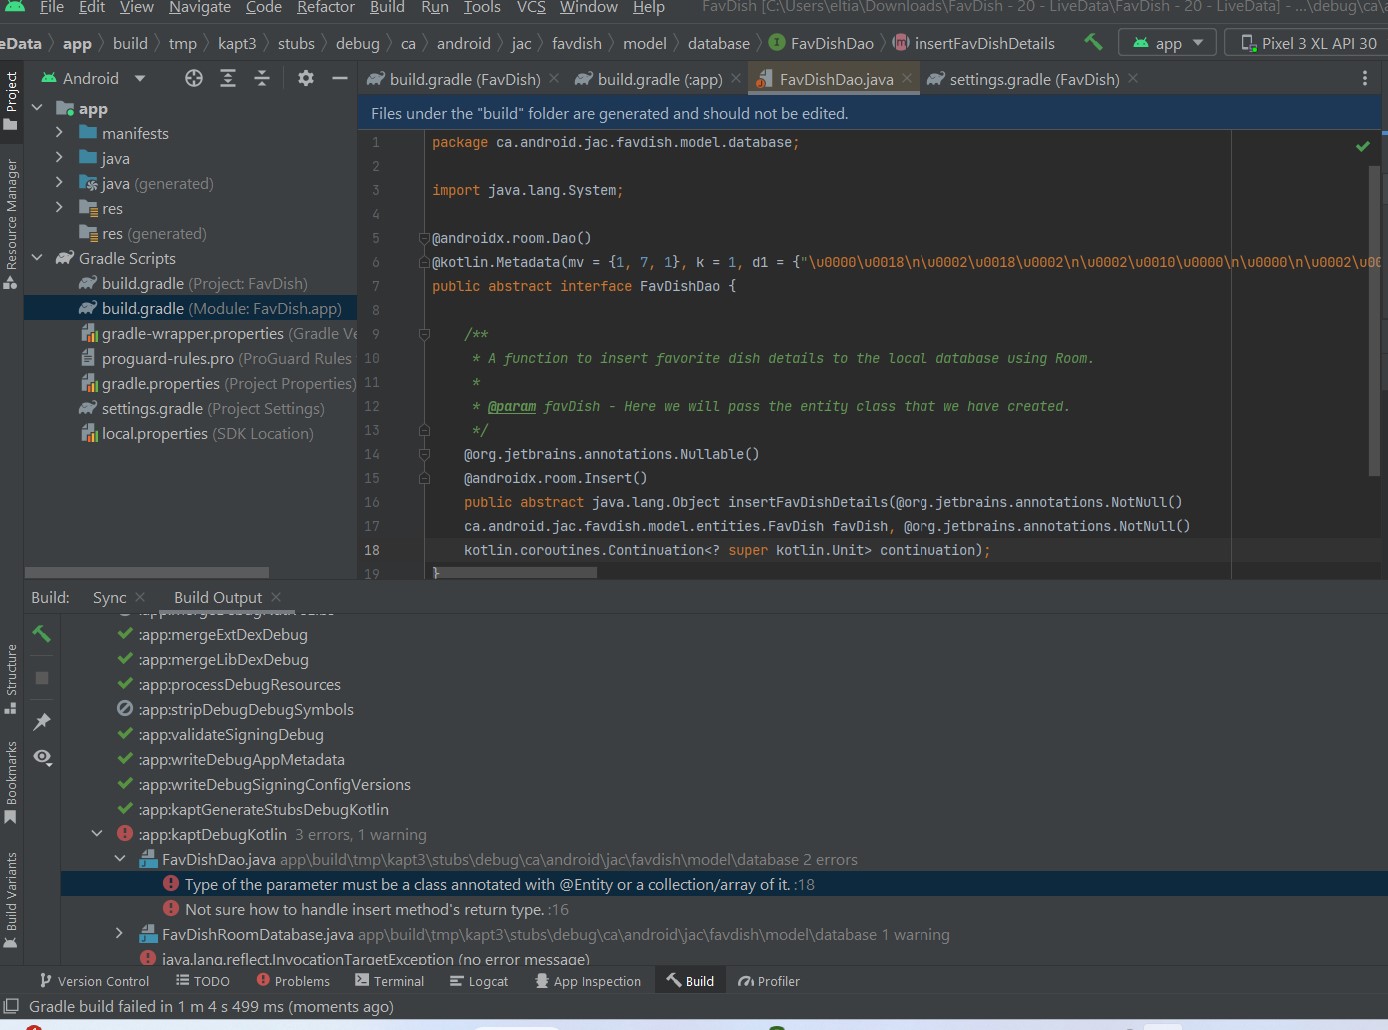 File Edit View Navigate Code Refactor Build Run Tools VCS Window Help FavDish [C:\Users\eltia\Downloads\FavDish - 20 - LiveData\FavDish - 20 - LiveData] - ...\debug\ca\a
eData app build tmp kapt3 stubs debug ca android jac favdish model database I FavDishDao m insertFavDishDetails app Pixel 3 XL API 30
Project
Android
build.gradle (FavDish) build.gradle (:app) FavDishDao.java settings.gradle (FavDish)
Files under the "build" folder are generated and should not be edited.
app
manifests
java
java (generated)
res
res (generated)
Gradle Scripts
build.gradle (Project: FavDish)
build.gradle (Module: FavDish.app)
gradle-wrapper.properties (Gradle Ve
proguard-rules.pro (ProGuard Rules
gradle.properties (Project Properties)
settings.gradle (Project Settings)
local.properties (SDK Location)
Resource Manager
1 package ca.android.jac.favdish.model.database;
2
3 import java.lang.System;
4
5 @androidx.room.Dao()
6 @kotlin.Metadata(mv = {1, 7, 1}, k = 1, d1 = {"\u0000\u0018\n\u0002\u0018\u0002\n\u0002\u0010\u0000\n\u0000\n\u0002\u00
7 public abstract interface FavDishDao {
8
9 /**
10 * A function to insert favorite dish details to the local database using Room.
11 *
12 * @param favDish - Here we will pass the entity class that we have created.
13 */
14 @org.jetbrains.annotations.Nullable()
15 @androidx.room.Insert()
16 public abstract java.lang.Object insertFavDishDetails(@org.jetbrains.annotations.NotNull()
17 ca.android.jac.favdish.model.entities.FavDish favDish, @org.jetbrains.annotations.NotNull()
18 kotlin.coroutines.Continuation<? super kotlin.Unit> continuation);
19 }
Build: Sync Build Output
:app:mergeExtDexDebug
:app:mergeLibDexDebug
:app:processDebugResources
:app:stripDebugDebugSymbols
:app:validateSigningDebug
:app:writeDebugAppMetadata
:app:writeDebugSigningConfigVersions
:app:kaptGenerateStubsDebugKotlin
:app:kaptDebugKotlin 3 errors, 1 warning
FavDishDao.java app\build\tmp\kapt3\stubs\debug\ca\android\jac\favdish\model\database 2 errors
Type of the parameter must be a class annotated with @Entity or a collection/array of it. :18
Not sure how to handle insert method's return type. :16
FavDishRoomDatabase.java app\build\tmp\kapt3\stubs\debug\ca\android\jac\favdish\model\database 1 warning
java.lang.reflect.InvocationTargetException (no error message)
Structure
Bookmarks
Build Variants
Version Control TODO Problems Terminal Logcat App Inspection Build Profiler
Gradle build failed in 1 m 4 s 499 ms (moments ago)